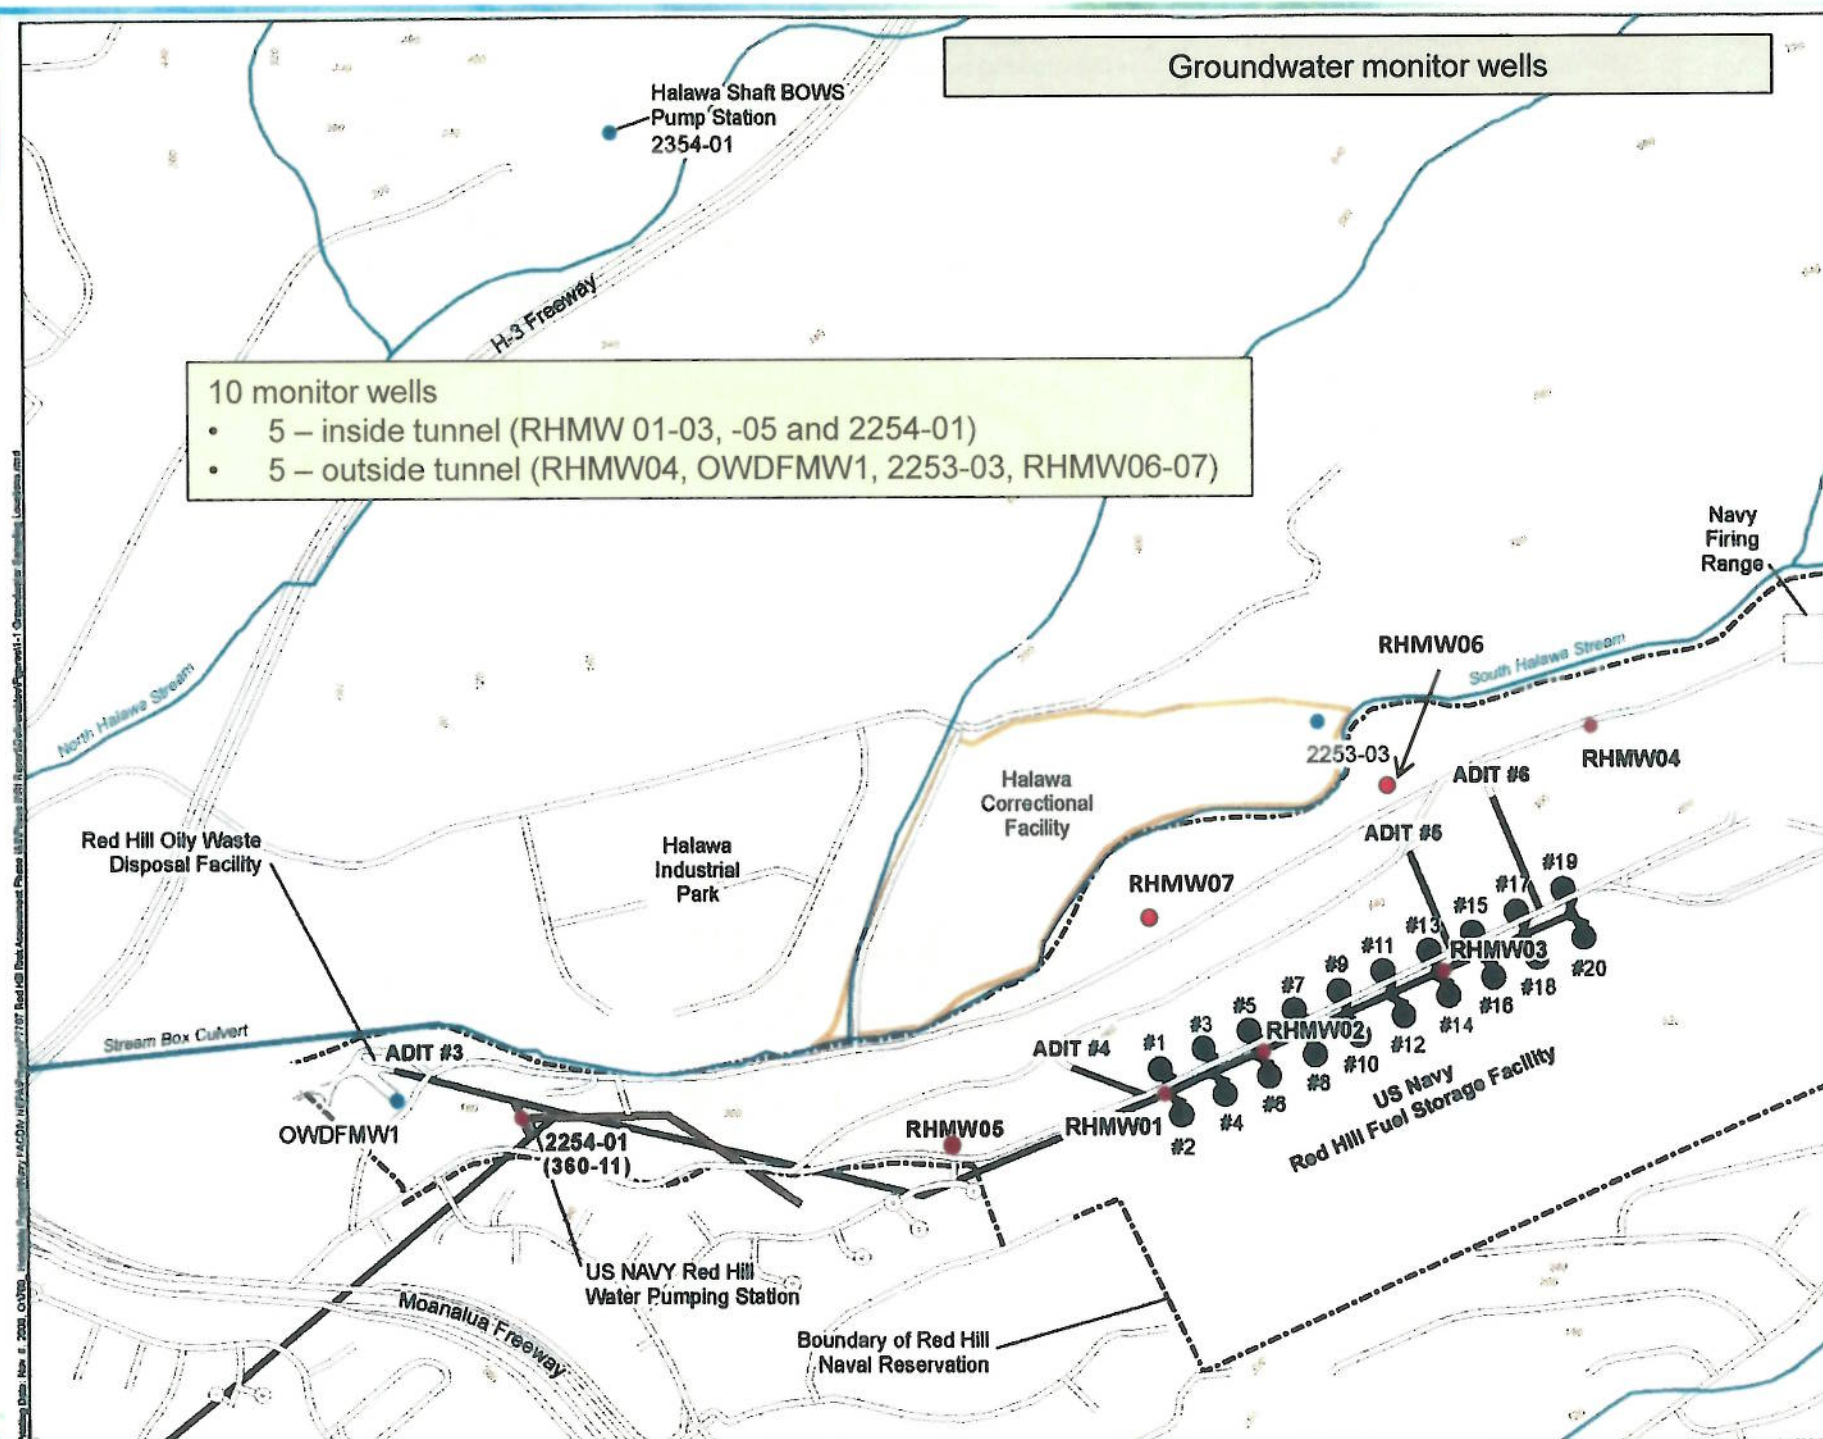 Groundwater monitor wells
Halawa Shaft BOWS
Pump Station
2354-01
H-3 Freeway
10 monitor wells
• 5 – inside tunnel (RHMW 01-03, -05 and 2254-01)
• 5 – outside tunnel (RHMW04, OWDFMW1, 2253-03, RHMW06-07)
Navy
Firing
Range
RHMW06
South Halawa Stream
North Halawa Stream
2253-03
RHMW04
ADIT #6
Halawa
Correctional
Facility
ADIT #5
Red Hill Oily Waste
Disposal Facility
Halawa
Industrial
Park
RHMW07
#19
#17
#15
#13
RHMW03
#11
#20
#9
#18
#7
#16
#5
#14
RHMW02
#3
#12
#1
#10
#8
#6
#4
#2
Stream Box Culvert
ADIT #3
ADIT #4
US Navy
Red Hill Fuel Storage Facility
OWDFMW1
2254-01
(360-11)
RHMW05
RHMW01
US NAVY Red Hill
Water Pumping Station
Moanalua Freeway
Boundary of Red Hill
Naval Reservation